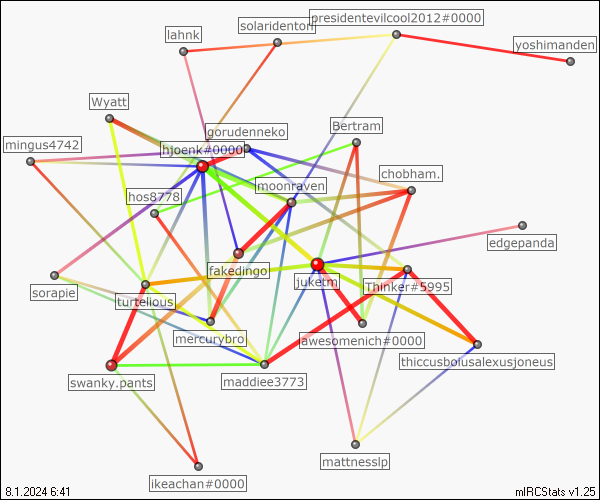 presidentevilcool2012#0000
solaridenton
lahnk
yoshimanden
Wyatt
gorudenneko
Bertram
mingus4742
hjoenk#0000
chobham.
moonraven
hos8778
edgepanda
fakedingo
juketm
Thinker#5995
sorapie
turtelious
mercurybro
awesomenich#0000
thiccusbolusalexusjoneus
swanky.pants
maddiee3773
mattnesslp
ikeachan#0000
8.1.2024 6:41
mIRCStats v1.25